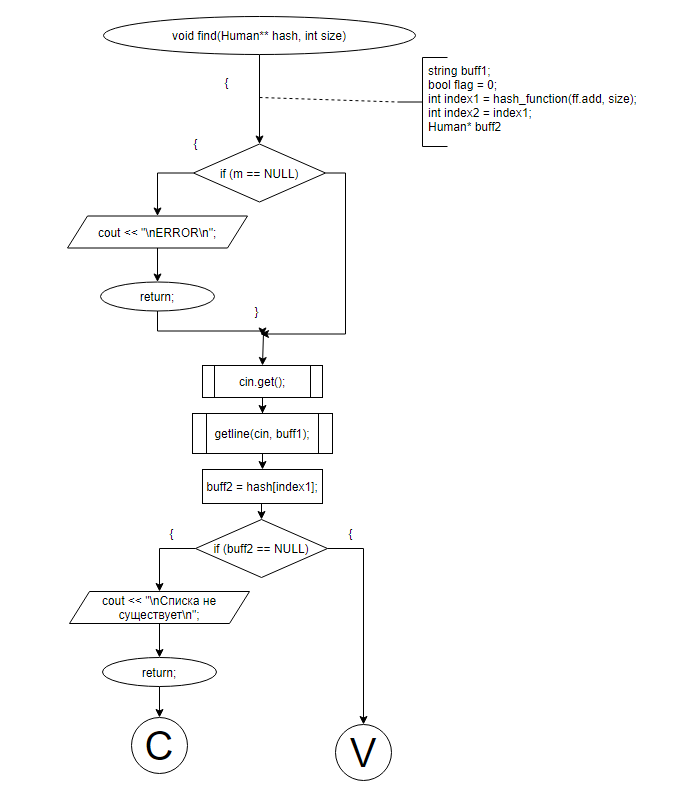 void find(Human** hash, int size)
{
string buff1;
bool flag = 0;
int index1 = hash_function(ff.add, size);
int index2 = index1;
Human* buff2
{
if (m == NULL)
cout << "\nERROR\n";
return;
}
cin.get();
getline(cin, buff1);
buff2 = hash[index1];
{
{
if (buff2 == NULL)
cout << "\nСписка не
существует\n";
return;
C
V